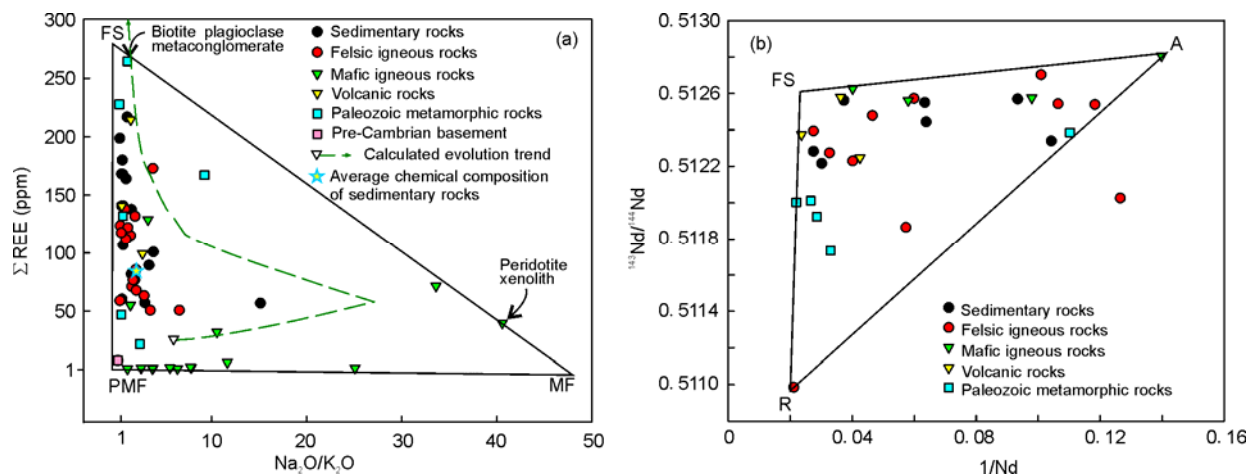 (a)
300
250
200
150
100
50
1
Σ REE (ppm)
FS
Biotite plagioclase
metaconglomerate
Sedimentary rocks
Felsic igneous rocks
Mafic igneous rocks
Volcanic rocks
Paleozoic metamorphic rocks
Pre-Cambrian basement
Calculated evolution trend
Average chemical composition
of sedimentary rocks
Peridotite
xenolith
PMF
MF
1 10 20 30 40 50
Na₂O/K₂O
(b)
0. 5130
0. 5128
0. 5126
0. 5122
0. 5118
0. 5114
0. 5110
¹⁴³Nd/¹⁴⁴Nd
FS
A
R
Sedimentary rocks
Felsic igneous rocks
Mafic igneous rocks
Volcanic rocks
Paleozoic metamorphic rocks
0 0. 04 0. 08 0. 12 0. 16
1/Nd